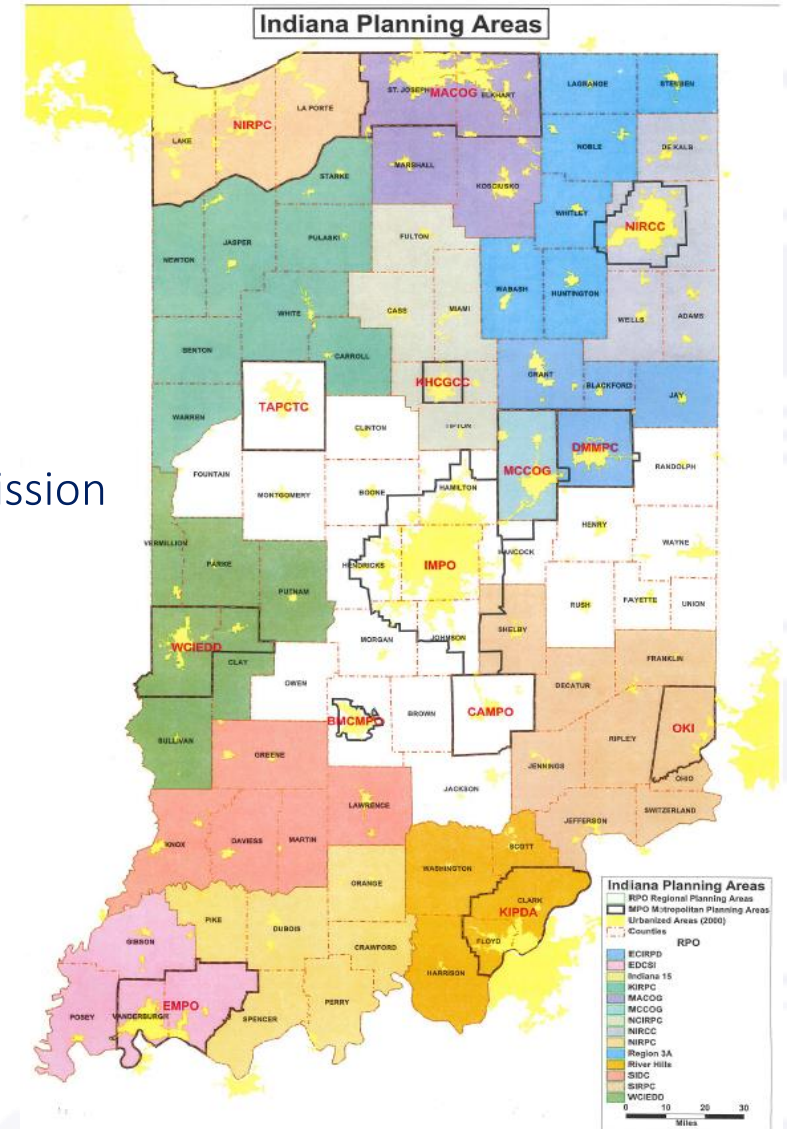 Indiana Planning Areas
ission
ST. JOSEPH
MACOG
ELKHART
LAGRANGE
STEUBEN
LA PORTE
NIRPC
LAKE
NOBLE
DE KALB
STARKE
MARSHALL
KOSCIUSKO
WHITLEY
NIRCC
NEWTON
JASPER
PULASKI
FULTON
WABASH
HUNTINGTON
WHITE
CASS
MIAMI
WELLS
ADAMS
BENTON
CARROLL
GRANT
BLACKFORD
JAY
KHCGCC
TAPCTC
WARREN
CLINTON
TIPTON
FOUNTAIN
MONTGOMERY
BOONE
HAMILTON
MCCOG
DMMPC
RANDOLPH
VERMILLION
PARKE
PUTNAM
HENDRICKS
IMPO
HANCOCK
HENRY
WAYNE
RUSH
FAYETTE
UNION
WCIEDD
CLAY
MORGAN
JOHNSON
SHELBY
OWEN
BMCMPO
BROWN
CAMPO
DECATUR
FRANKLIN
SULLIVAN
GREENE
JACKSON
JENNINGS
RIPLEY
OKI
OHIO
KNOX
DAVIESS
MARTIN
LAWRENCE
JEFFERSON
SWITZERLAND
ORANGE
WASHINGTON
SCOTT
CLARK
KIPDA
FLOYD
HARRISON
GIBSON
PIKE
DUBOIS
CRAWFORD
POSEY
VANDERBURGH
EMPO
SPENCER
PERRY
Indiana Planning Areas
RPO Regional Planning Areas
MPO Metropolitan Planning Areas
Urbanized Areas (2000)
Counties
RPO
ECIRPD
EDCSI
Indiana 15
KIRPC
MACOG
MCCOG
NCIRPC
NIRCC
NIRPC
Region 3A
River Hills
SIDC
SIRPC
WCIEDD
0 10 20 30
Miles